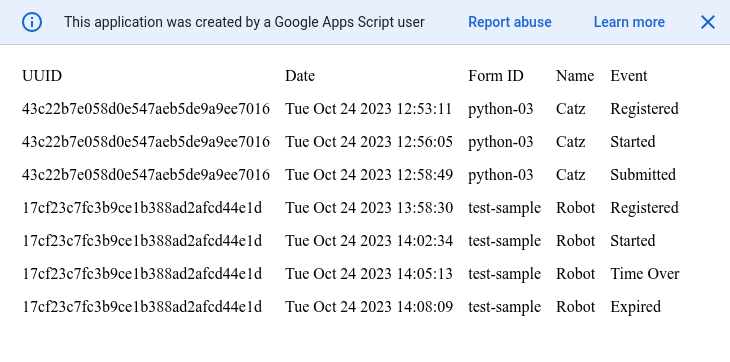 This application was created by a Google Apps Script user Report abuse Learn more
UUID Date Form ID Name Event
43c22b7e058d0e547aeb5de9a9ee7016 Tue Oct 24 2023 12:53:11 python-03 Catz Registered
43c22b7e058d0e547aeb5de9a9ee7016 Tue Oct 24 2023 12:56:05 python-03 Catz Started
43c22b7e058d0e547aeb5de9a9ee7016 Tue Oct 24 2023 12:58:49 python-03 Catz Submitted
17cf23c7fc3b9ce1b388ad2afcd44e1d Tue Oct 24 2023 13:58:30 test-sample Robot Registered
17cf23c7fc3b9ce1b388ad2afcd44e1d Tue Oct 24 2023 14:02:34 test-sample Robot Started
17cf23c7fc3b9ce1b388ad2afcd44e1d Tue Oct 24 2023 14:05:13 test-sample Robot Time Over
17cf23c7fc3b9ce1b388ad2afcd44e1d Tue Oct 24 2023 14:08:09 test-sample Robot Expired